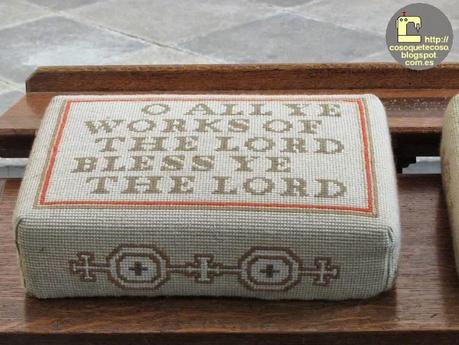 http://
cosoquetecoso.
blogspot
com.es
O ALL YE
WORKS OF
THE LORD
BLESS YE
THE LORD